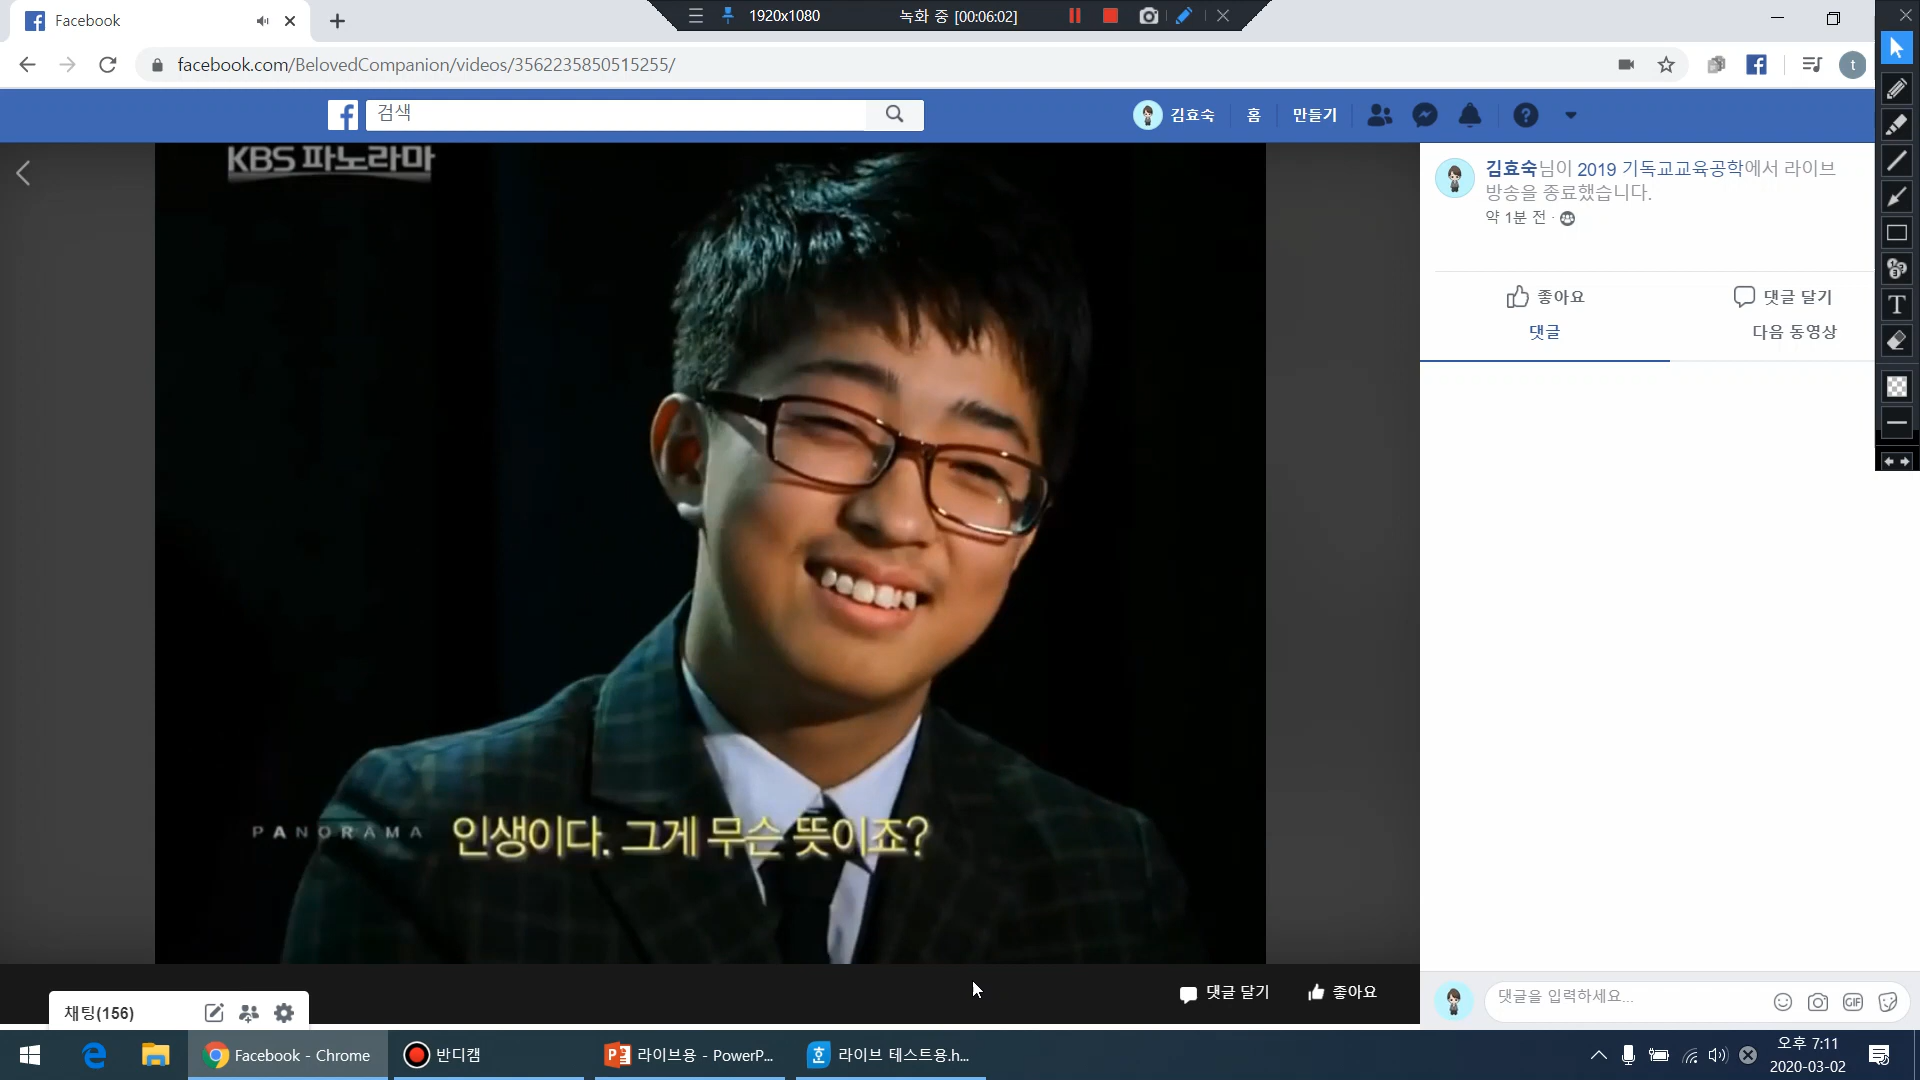 Facebook
1920x1080
녹화 중 [00:06:02]
facebook.com/BelovedCompanion/videos/3562235850515255/
t
검색
김효숙
홈
만들기
KBS 파노라마
PANORAMA
인생이다. 그게 무슨 뜻이죠?
김효숙님이 2019 기독교교육공학에서 라이브
방송을 종료했습니다.
약 1분 전 ·
좋아요
댓글 달기
댓글
다음 동영상
T
댓글 달기
좋아요
댓글을 입력하세요...
GIF
채팅(156)
Facebook - Chrome
반디캠
라이브용 - PowerP...
라이브 테스트용.h...
오후 7:11
2020-03-02